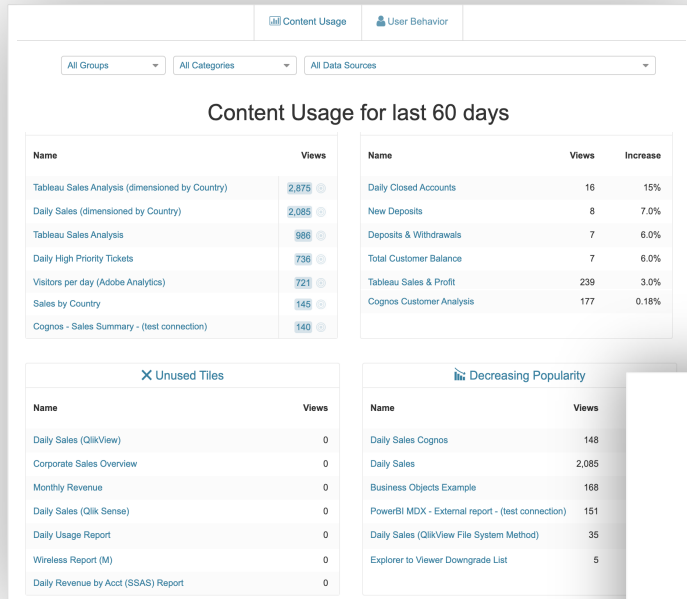 Content Usage User Behavior
All Groups All Categories All Data Sources
Content Usage for last 60 days
Name Views
Tableau Sales Analysis (dimensioned by Country) 2,875
Daily Sales (dimensioned by Country) 2,085
Tableau Sales Analysis 986
Daily High Priority Tickets 736
Visitors per day (Adobe Analytics) 721
Sales by Country 145
Cognos - Sales Summary - (test connection) 140
Name Views Increase
Daily Closed Accounts 16 15%
New Deposits 8 7.0%
Deposits & Withdrawals 7 6.0%
Total Customer Balance 7 6.0%
Tableau Sales & Profit 239 3.0%
Cognos Customer Analysis 177 0.18%
Unused Tiles
Name Views
Daily Sales (QlikView) 0
Corporate Sales Overview 0
Monthly Revenue 0
Daily Sales (Qlik Sense) 0
Daily Usage Report 0
Wireless Report (M) 0
Daily Revenue by Acct (SSAS) Report 0
Decreasing Popularity
Name Views
Daily Sales Cognos 148
Daily Sales 2,085
Business Objects Example 168
PowerBI MDX - External report - (test connection) 151
Daily Sales (QlikView File System Method) 35
Explorer to Viewer Downgrade List 5